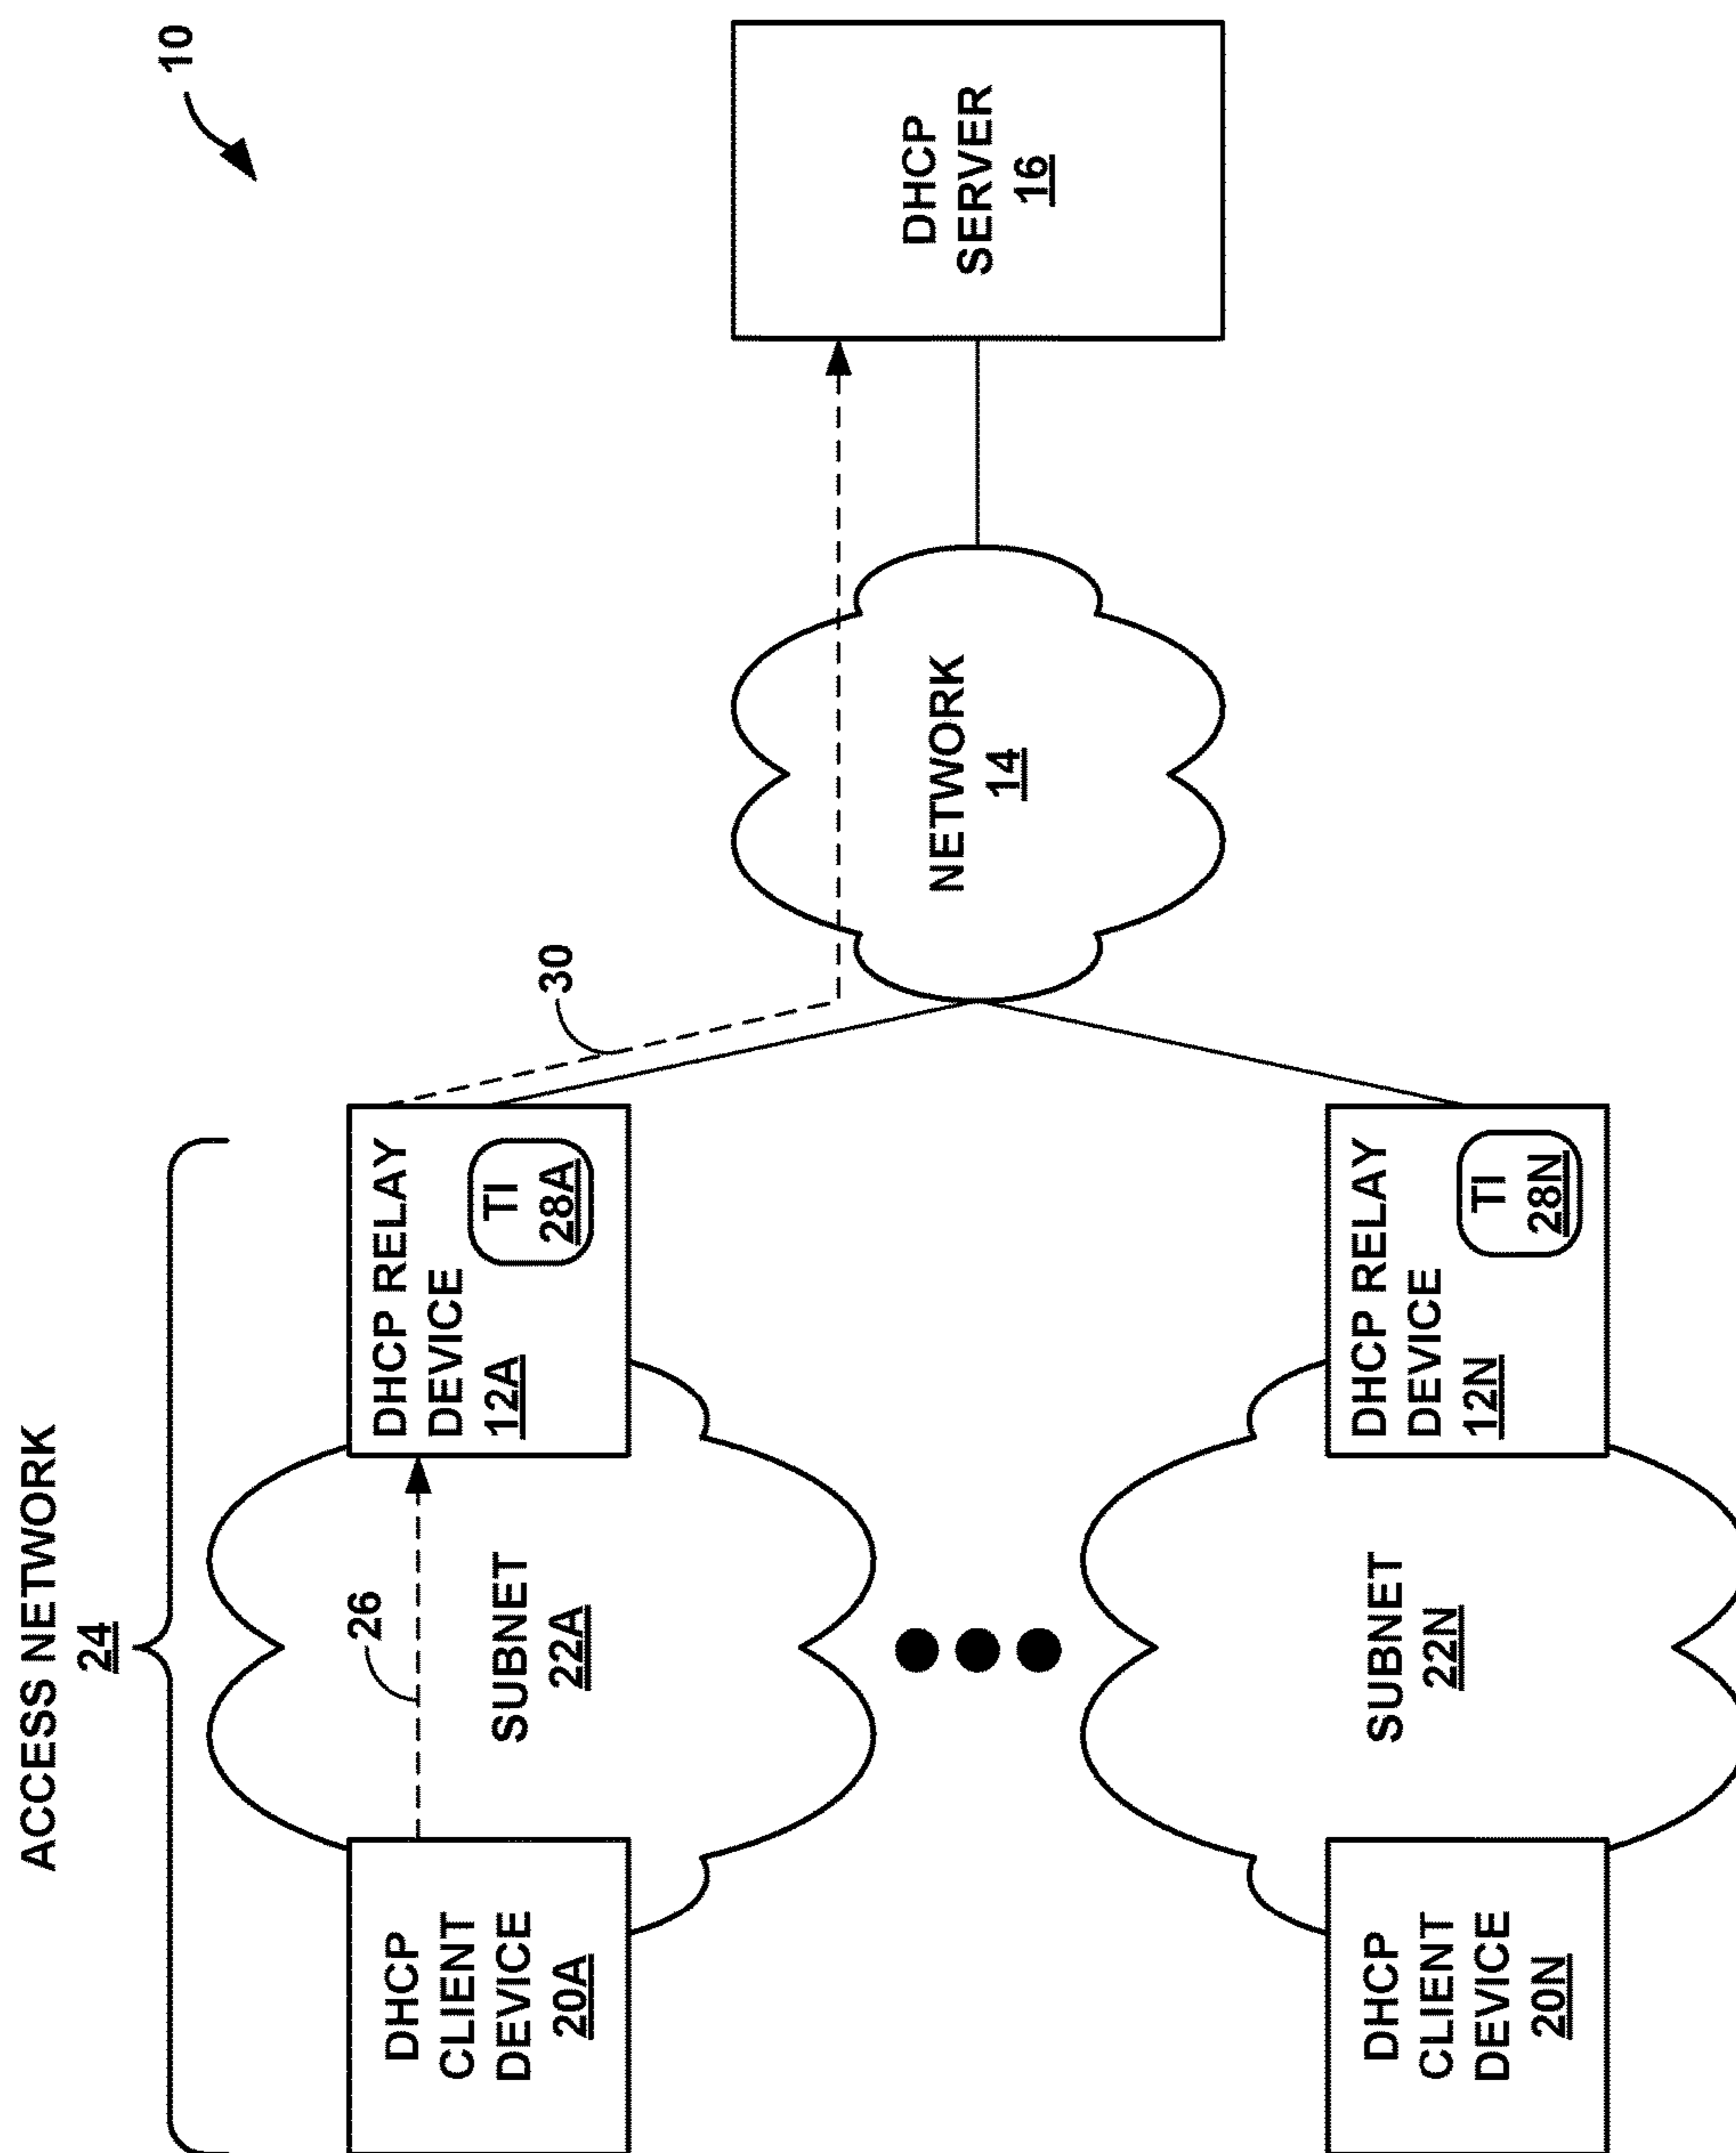 10
ACCESS NETWORK
24
DHCP
CLIENT
DEVICE
20A
26
SUBNET
22A
DHCP RELAY
DEVICE
12A
TI
28A
30
NETWORK
14
DHCP
SERVER
16
DHCP
CLIENT
DEVICE
20N
SUBNET
22N
DHCP RELAY
DEVICE
12N
TI
28N